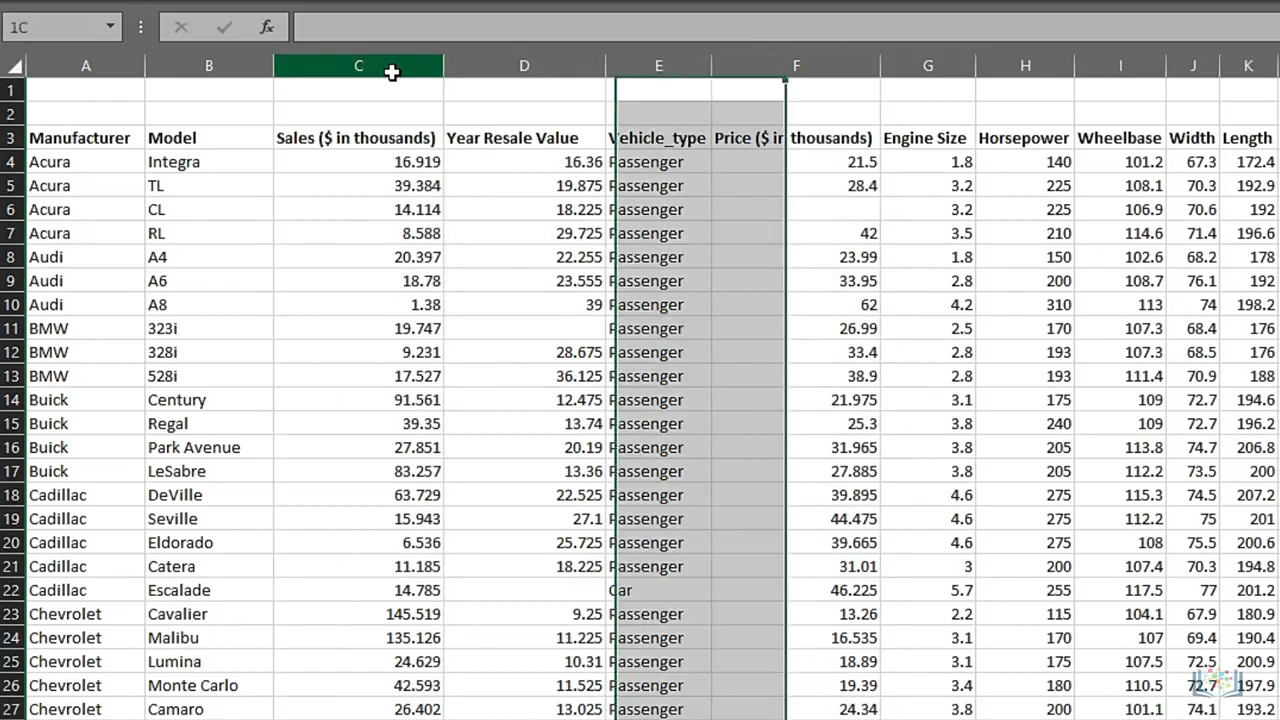 1C fx
A B C D E F G H I J K
1
2
3 Manufacturer Model Sales ($ in thousands) Year Resale Value Vehicle_type Price ($ in thousands) Engine Size Horsepower Wheelbase Width Length
4 Acura Integra 16.919 16.36 Passenger 21.5 1.8 140 101.2 67.3 172.4
5 Acura TL 39.384 19.875 Passenger 28.4 3.2 225 108.1 70.3 192.9
6 Acura CL 14.114 18.225 Passenger 3.2 225 106.9 70.6 192
7 Acura RL 8.588 29.725 Passenger 42 3.5 210 114.6 71.4 196.6
8 Audi A4 20.397 22.255 Passenger 23.99 1.8 150 102.6 68.2 178
9 Audi A6 18.78 23.555 Passenger 33.95 2.8 200 108.7 76.1 192
10 Audi A8 1.38 39 Passenger 62 4.2 310 113 74 198.2
11 BMW 323i 19.747 Passenger 26.99 2.5 170 107.3 68.4 176
12 BMW 328i 9.231 28.675 Passenger 33.4 2.8 193 107.3 68.5 176
13 BMW 528i 17.527 36.125 Passenger 38.9 2.8 193 111.4 70.9 188
14 Buick Century 91.561 12.475 Passenger 21.975 3.1 175 109 72.7 194.6
15 Buick Regal 39.35 13.74 Passenger 25.3 3.8 240 109 72.7 196.2
16 Buick Park Avenue 27.851 20.19 Passenger 31.965 3.8 205 113.8 74.7 206.8
17 Buick LeSabre 83.257 13.36 Passenger 27.885 3.8 205 112.2 73.5 200
18 Cadillac DeVille 63.729 22.525 Passenger 39.895 4.6 275 115.3 74.5 207.2
19 Cadillac Seville 15.943 27.1 Passenger 44.475 4.6 275 112.2 75 201
20 Cadillac Eldorado 6.536 25.725 Passenger 39.665 4.6 275 108 75.5 200.6
21 Cadillac Catera 11.185 18.225 Passenger 31.01 3 200 107.4 70.3 194.8
22 Cadillac Escalade 14.785 Car 46.225 5.7 255 117.5 77 201.2
23 Chevrolet Cavalier 145.519 9.25 Passenger 13.26 2.2 115 104.1 67.9 180.9
24 Chevrolet Malibu 135.126 11.225 Passenger 16.535 3.1 170 107 69.4 190.4
25 Chevrolet Lumina 24.629 10.31 Passenger 18.89 3.1 175 107.5 72.5 200.9
26 Chevrolet Monte Carlo 42.593 11.525 Passenger 19.39 3.4 180 110.5 72.7 197.9
27 Chevrolet Camaro 26.402 13.025 Passenger 24.34 3.8 200 101.1 74.1 193.2